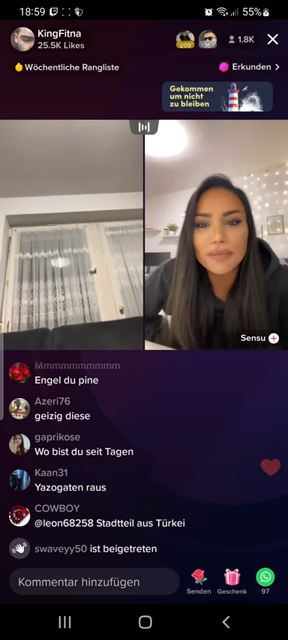 18:59
55%
KingFitna
25.5K Likes
209
1.8K
Wöchentliche Rangliste
Erkunden >
Gekommen
um nicht
zu bleiben
Sensu
Mmmmmmmmmm
Engel du pine
Azeri76
geizig diese
gaprikose
Wo bist du seit Tagen
Kaan31
Yazogaten raus
COWBOY
@leon68258 Stadtteil aus Türkei
swaveyy50 ist beigetreten
Kommentar hinzufügen
Senden
Geschenk
97